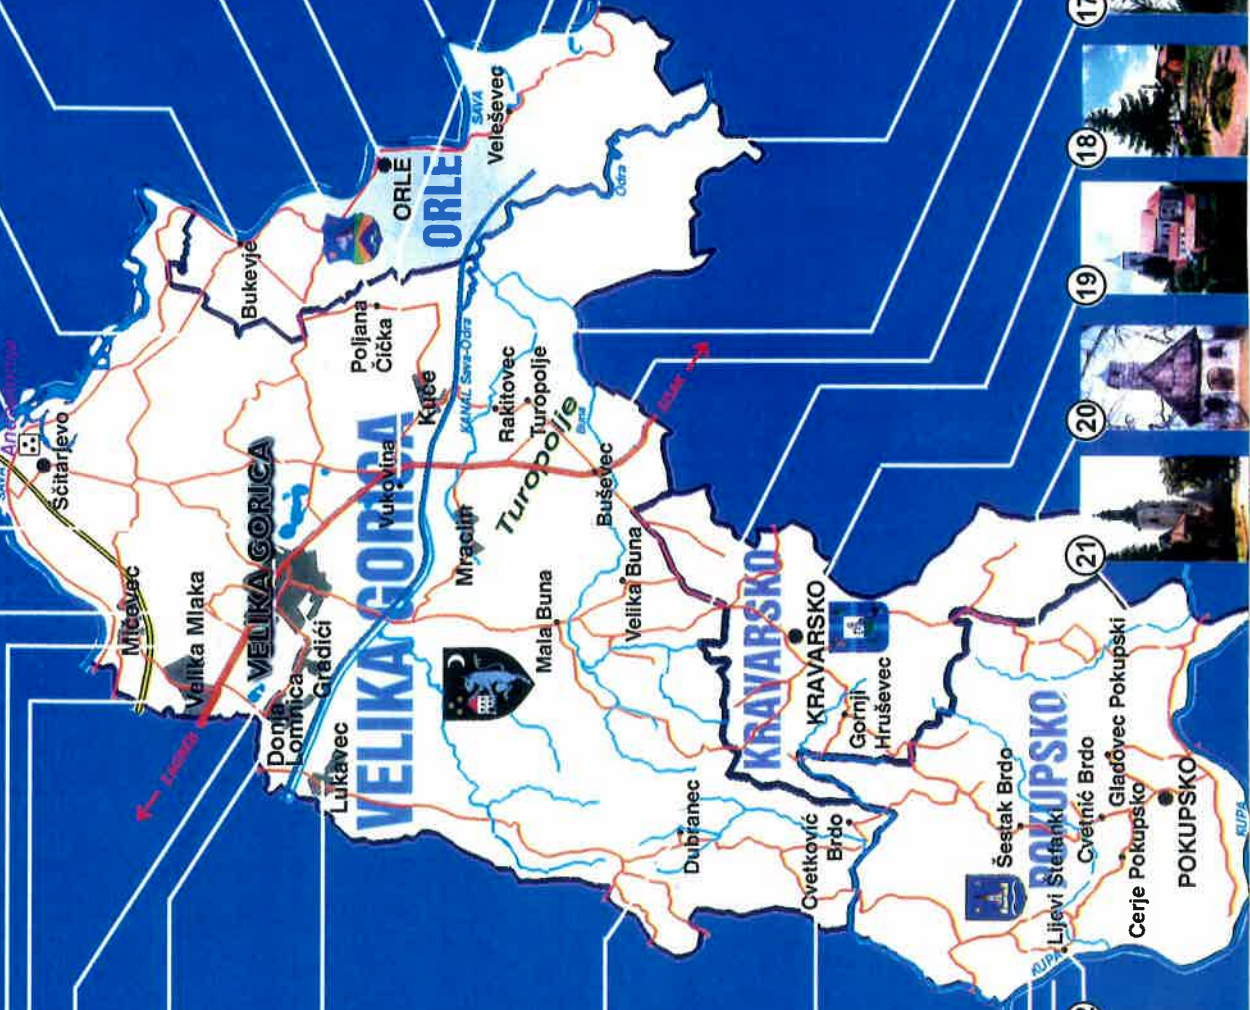 SAVA
Ščitarjevo
Mičevec
Velika Mlaka
VELIKA GORICA
Gradići
Donja
Lomnica
Lukavec
ZAGREB
VELIKA GORICA
Vukovina
Kuče
Poljana
Čička
Bukevje
ORLE
ORLE
SAVA
Veleševec
Odra
KANAL Sava-Odra
Rakitovec
Turopolje
Turopolje
Buna
Mraclin
Buševec
SISAK
Mala Buna
Velika Buna
Dubranec
Cvetković
Brdo
KRAVARSKO
KRAVARSKO
Gornji
Hruševec
POKUPSKO
Šestak Brdo
Lijevi Štefanki
Cvetnić Brdo
Gladovec Pokupski
Cerje Pokupsko
POKUPSKO
KUPA
KUPA
17
18
19
20
21